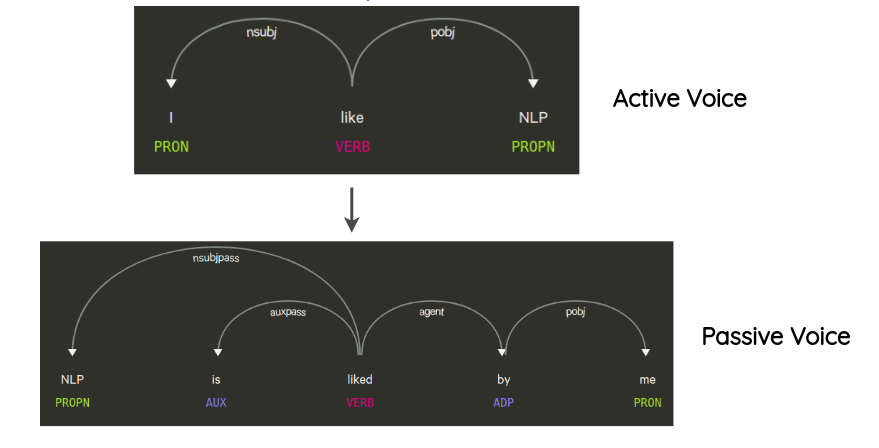 nsubj pobj
I like NLP
PRON VERB PROPN
Active Voice
nsubjpass
auxpass agent pobj
NLP is liked by me
PROPN AUX VERB ADP PRON
Passive Voice